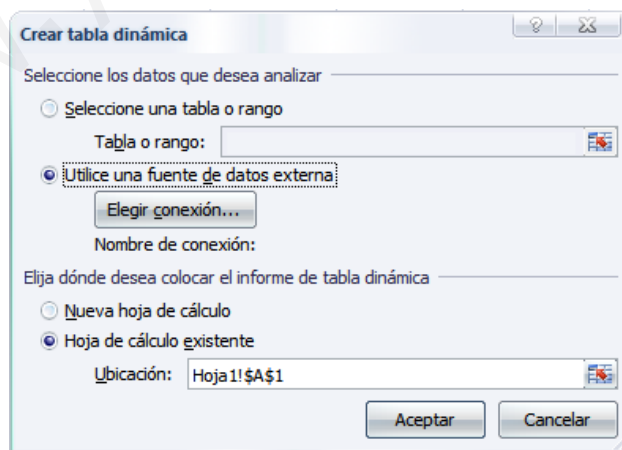 Crear tabla dinámica
Seleccione los datos que desea analizar
Seleccione una tabla o rango
Tabla o rango:
Utilice una fuente de datos externa
Elegir conexión...
Nombre de conexión:
Elija dónde desea colocar el informe de tabla dinámica
Nueva hoja de cálculo
Hoja de cálculo existente
Ubicación: Hoja1!$A$1
Aceptar Cancelar